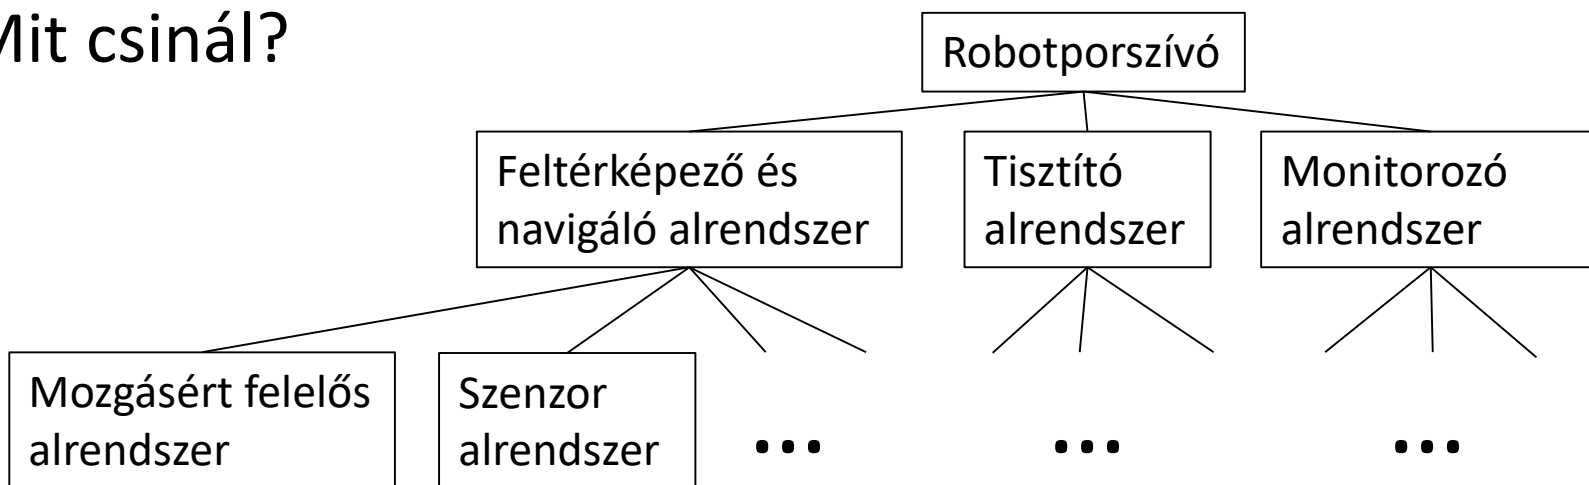 Mit csinál?
Robotporszívó
Feltérképező és
navigáló alrendszer
Tisztító
alrendszer
Monitorozó
alrendszer
Mozgásért felelős
alrendszer
Szenzor
alrendszer
...
...
...